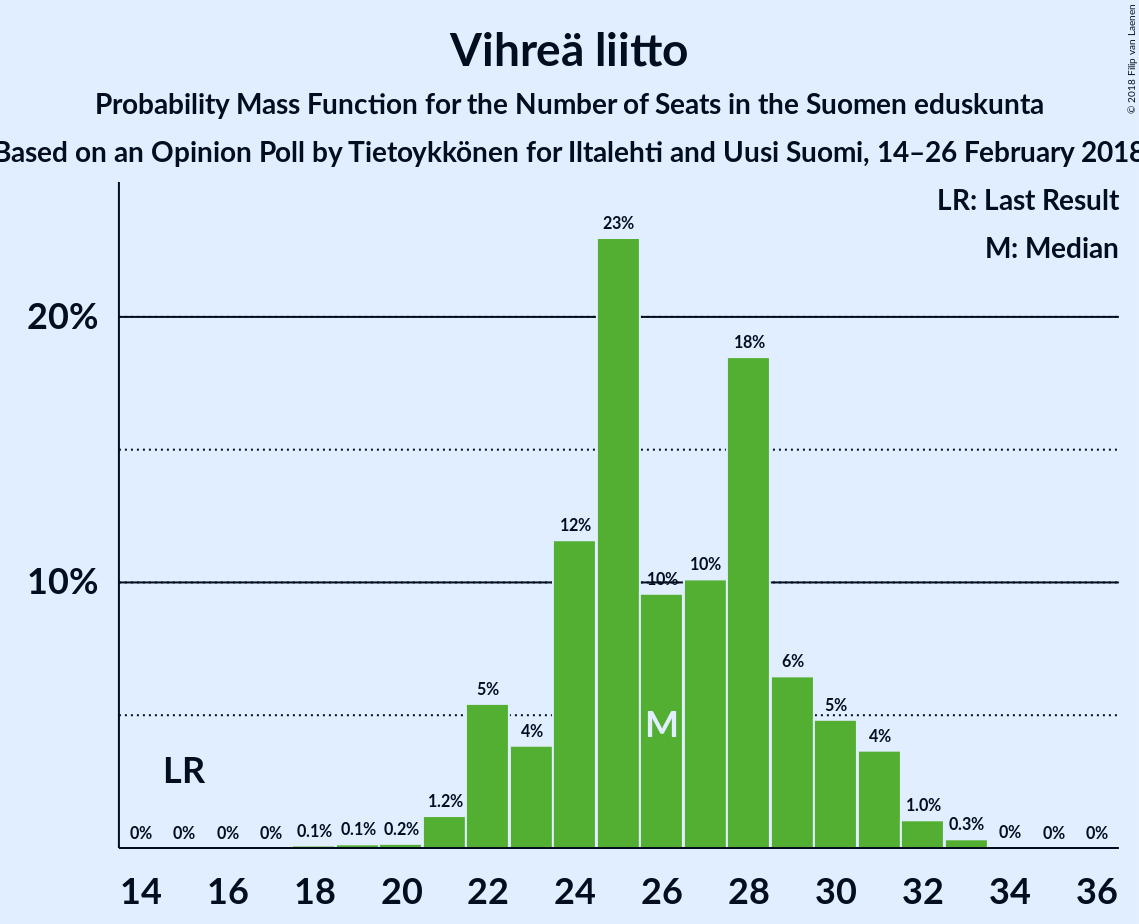 Vihreä liitto
Probability Mass Function for the Number of Seats in the Suomen eduskunta
Based on an Opinion Poll by Tietoykkönen for Iltalehti and Uusi Suomi, 14–26 February 2018
© 2018 Filip van Laenen
LR: Last Result
M: Median
20%
10%
0% 0% 0% 0% 0.1% 0.1% 0.2% 1.2% 5% 4% 12% 23% 10% 10% 18% 6% 5% 4% 1.0% 0.3% 0% 0% 0%
LR
M
14 16 18 20 22 24 26 28 30 32 34 36